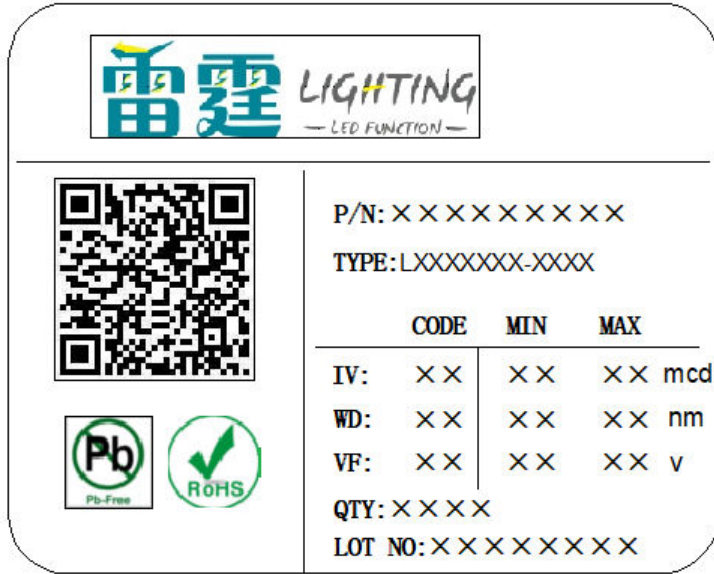 雷霆 LIGHTING
— LED FUNCTION —
P/N:×××××××××
TYPE:LXXXXXXX-XXXX
CODE MIN MAX
IV: ×× ×× ×× mcd
WD: ×× ×× ×× nm
VF: ×× ×× ×× v
Pb
Pb-Free
RoHS
QTY:××××
LOT NO:××××××××